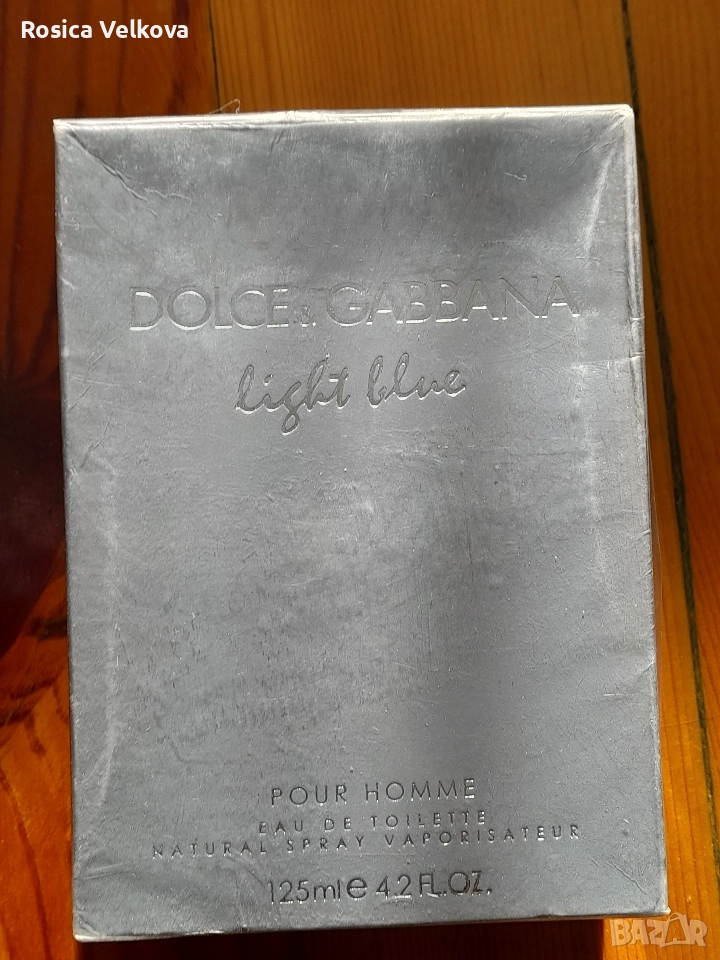 Rosica Velkova
DOLCE & GABBANA
light blue
POUR HOMME
EAU DE TOILETTE
NATURAL SPRAY VAPORISATEUR
125ml e 4.2 FL.OZ.
BAZAR